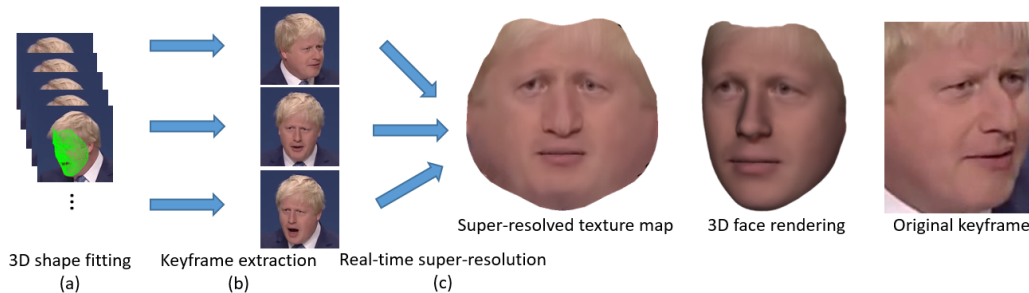 Super-resolved texture map
3D face rendering
Original keyframe
3D shape fitting
Keyframe extraction
Real-time super-resolution
(a)
(b)
(c)